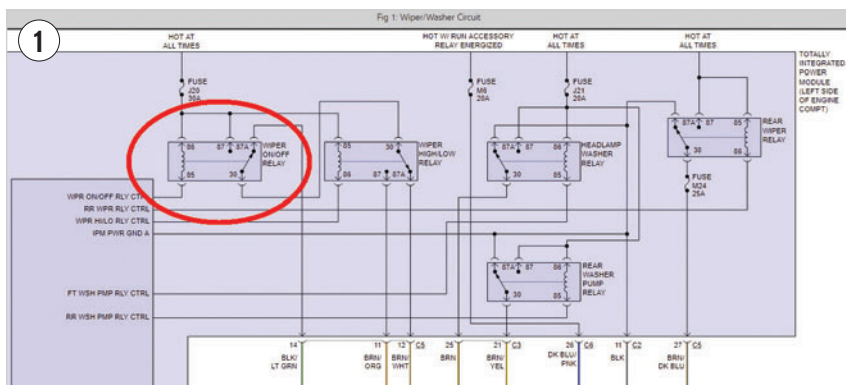 Fig 1: Wiper/Washer Circuit
1
HOT AT
ALL TIMES
HOT W/ RUN ACCESSORY
RELAY ENERGIZED
HOT AT
ALL TIMES
HOT AT
ALL TIMES
TOTALLY
INTEGRATED
POWER
MODULE
(LEFT SIDE
OF ENGINE
COMPT)
FUSE
J20
30A
FUSE
M6
20A
FUSE
J21
20A
86
87
87A
30
85
WIPER
ON/OFF
RELAY
85
30
86
87
87A
WIPER
HIGH/LOW
RELAY
87A
87
86
30
85
HEADLAMP
WASHER
RELAY
87A
87
85
30
86
REAR
WIPER
RELAY
FUSE
M24
25A
WPR ON/OFF RLY CTRL
RR WPR RLY CTRL
WPR HI/LO RLY CTRL
IPM PWR GND A
FT WSH PMP RLY CTRL
RR WSH PMP RLY CTRL
87A
87
86
30
85
REAR
WASHER
PUMP
RELAY
14
11
12
C5
25
21
C3
26
C6
11
C2
27
C5
BLK/
LT GRN
BRN/
ORG
BRN/
WHT
BRN
BRN/
YEL
DK BLU/
PNK
BLK
BRN/
DK BLU